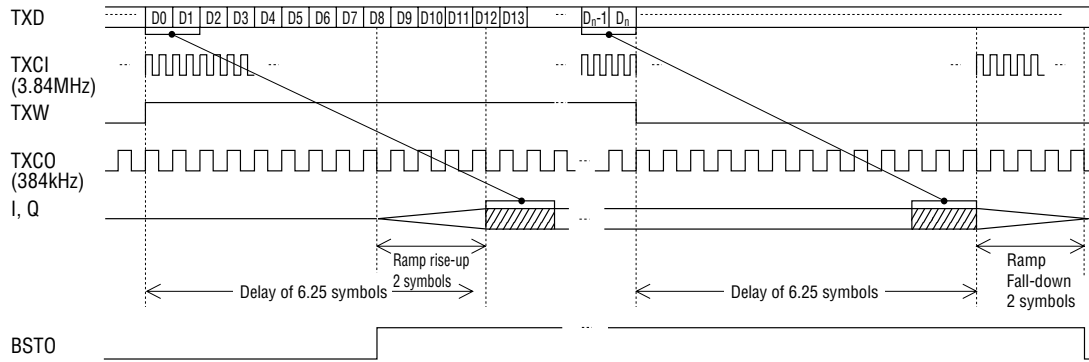 TXD
D0 D1 D2 D3 D4 D5 D6 D7 D8 D9 D10 D11 D12 D13 Dn-1 Dn
TXCI
(3.84MHz)
TXW
TXCO
(384kHz)
I, Q
Ramp rise-up
2 symbols
Ramp
Fall-down
2 symbols
Delay of 6.25 symbols
Delay of 6.25 symbols
BSTO